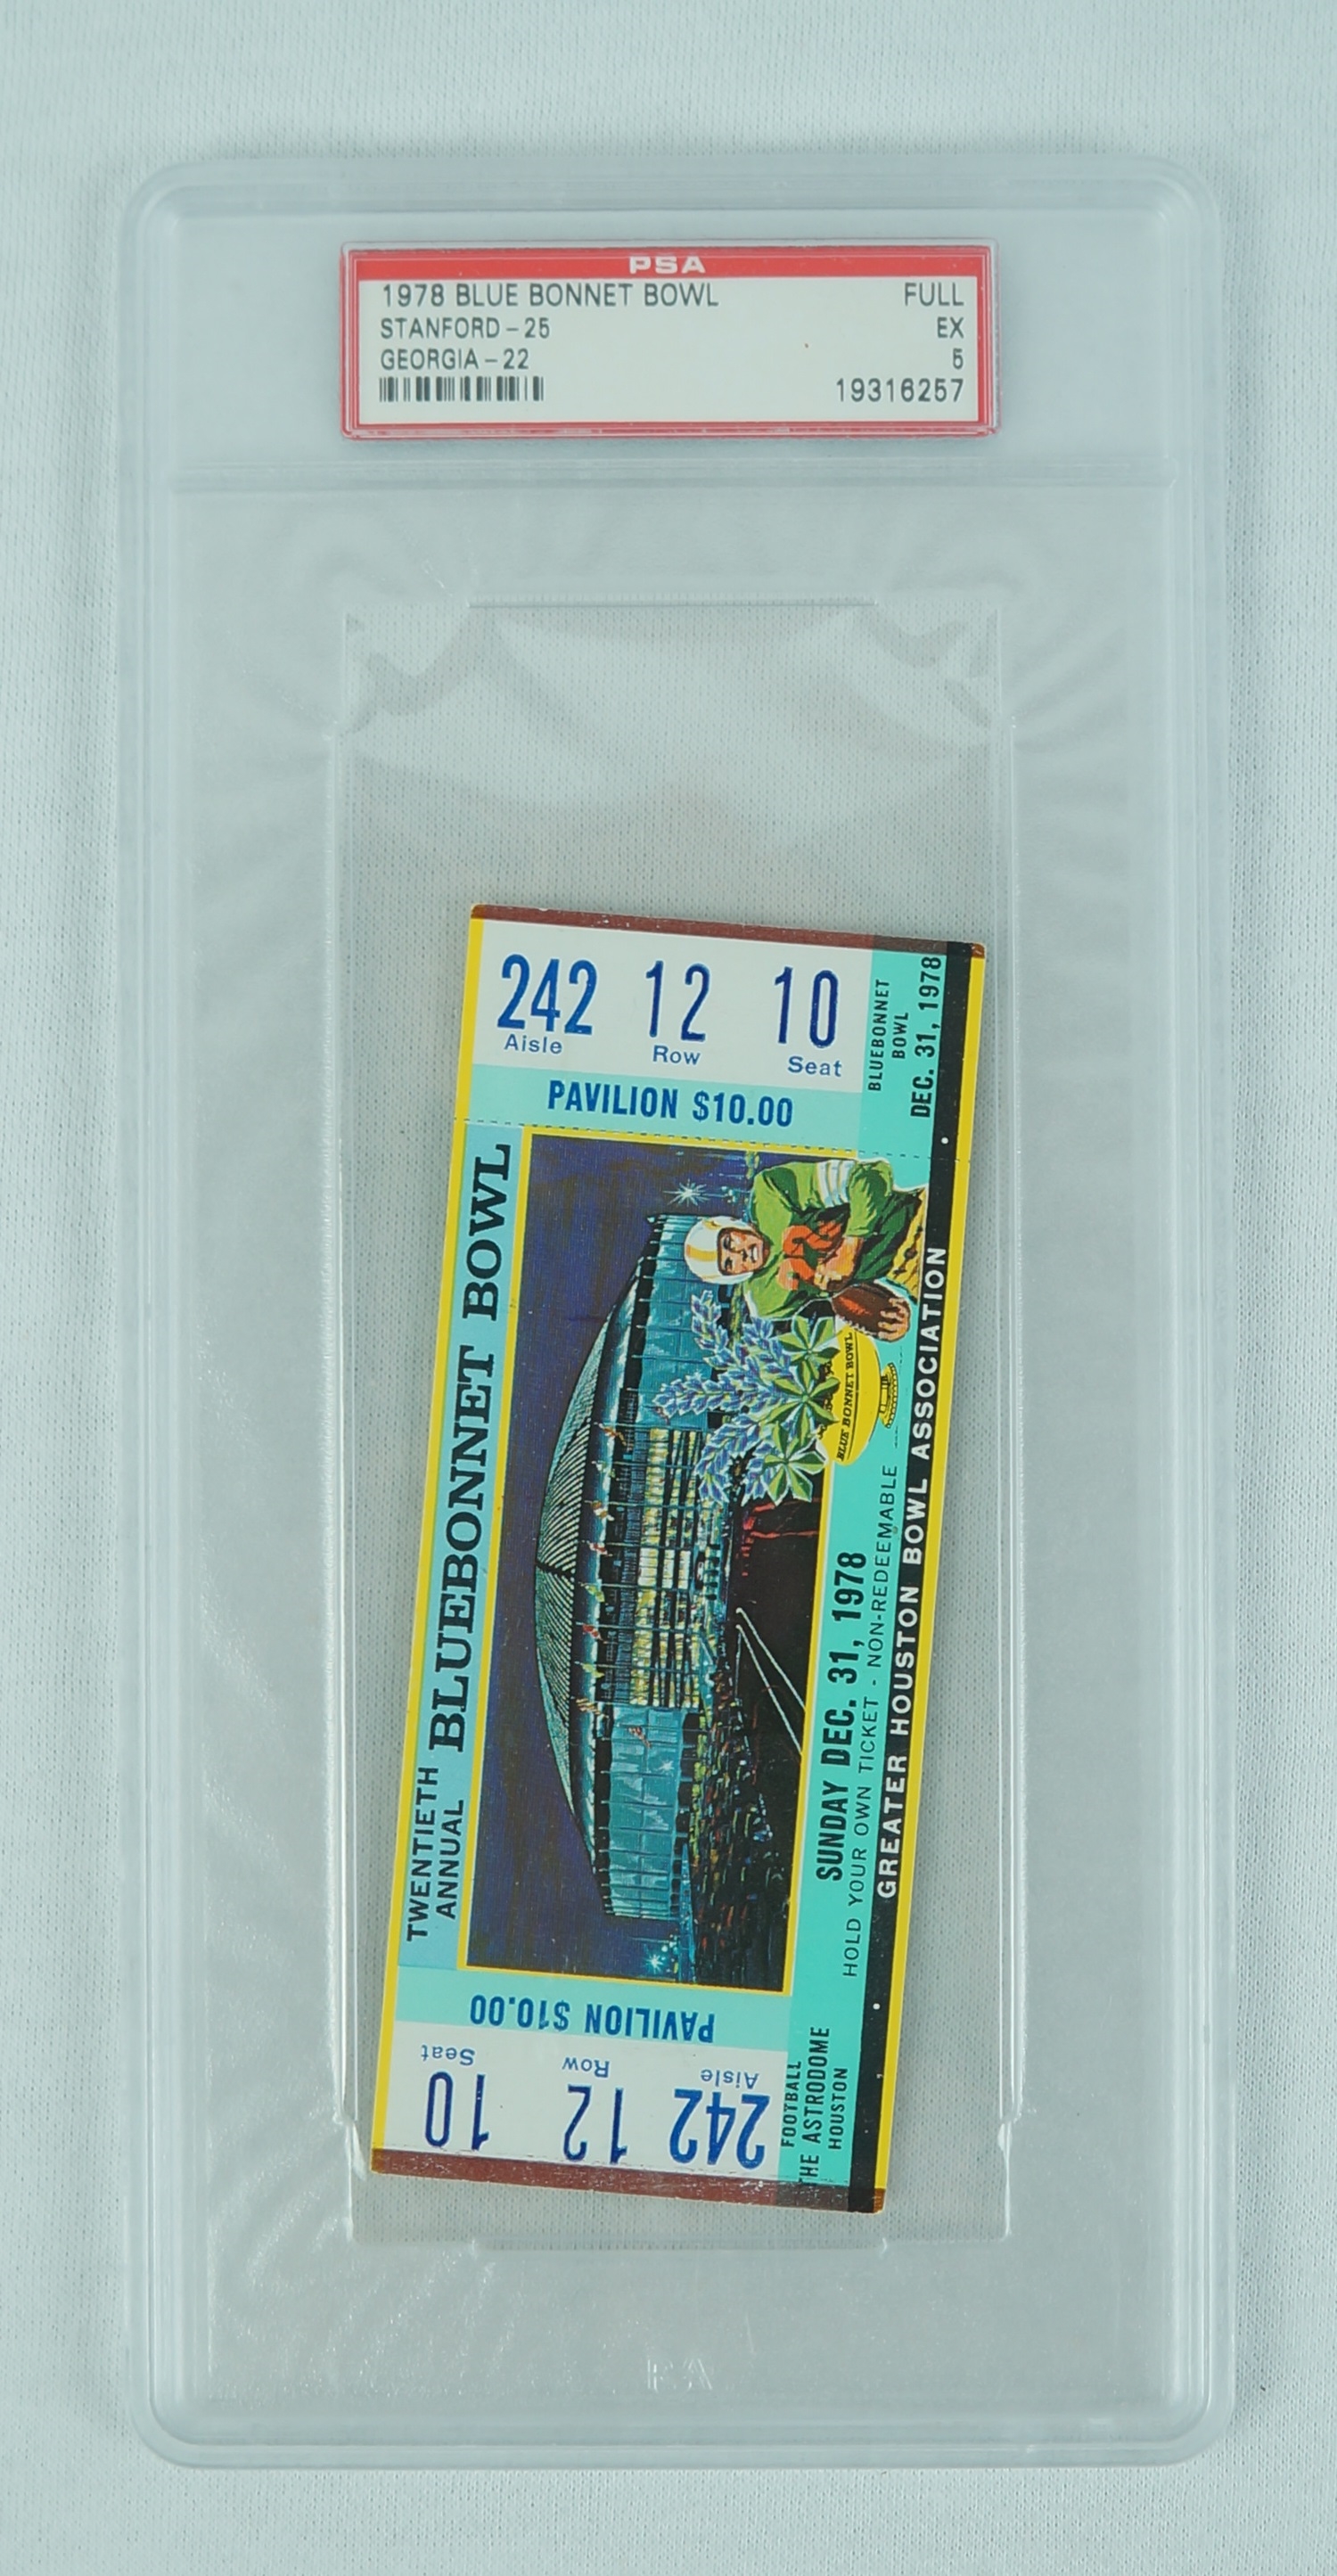 PSA
1978 BLUE BONNET BOWL FULL
STANFORD - 25 EX
GEORGIA - 22 5
19316257
242 12 10
Aisle Row Seat
PAVILION $10.00
BLUEBONNET
BOWL
DEC. 31, 1978
TWENTIETH
ANNUAL
BLUEBONNET BOWL
BLUE BONNET BOWL
SUNDAY DEC. 31, 1978
HOLD YOUR OWN TICKET - NON-REDEEMABLE
GREATER HOUSTON BOWL ASSOCIATION
FOOTBALL
THE ASTRODOME
HOUSTON
PAVILION $10.00
Aisle Row Seat
242 12 10